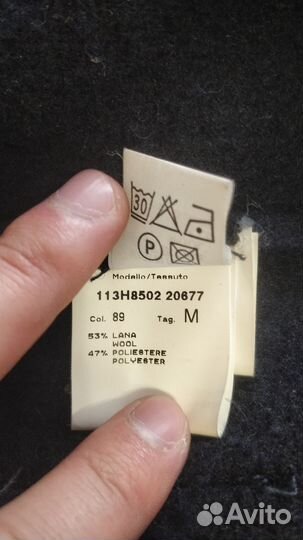 30
P
Modello/Tessuto
113H8502 20677
Col. 89 Tag. M
53% LANA
WOOL
47% POLIESTERE
POLYESTER
Avito